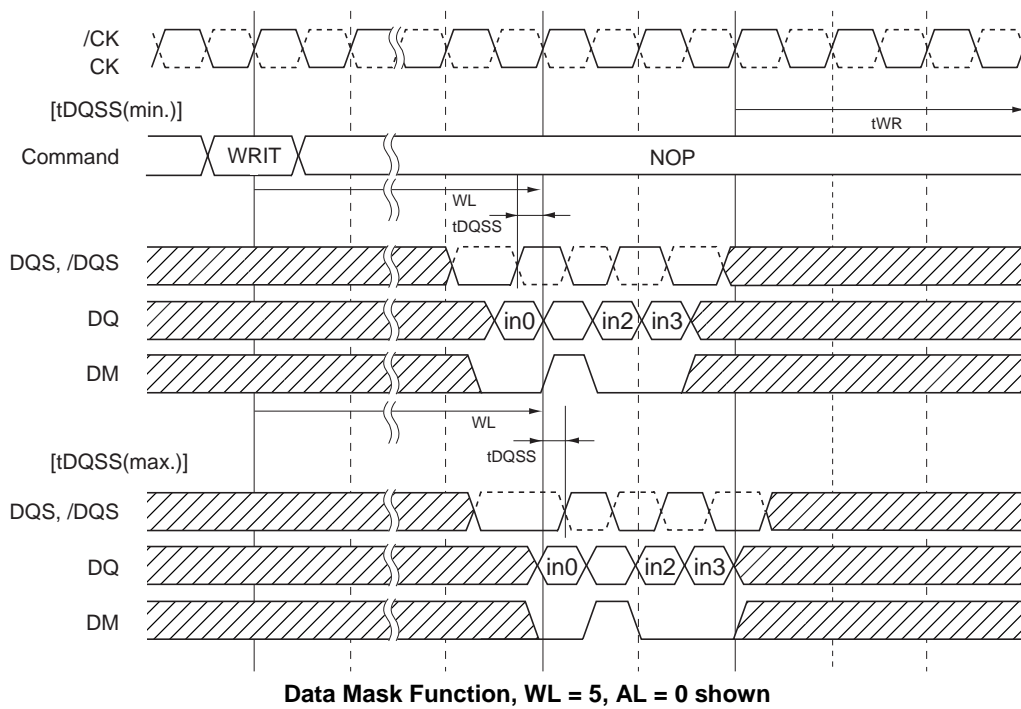 /CK
CK
[tDQSS(min.)]
tWR
Command
WRIT
NOP
WL
tDQSS
DQS, /DQS
DQ
in0
in2
in3
DM
WL
tDQSS
[tDQSS(max.)]
DQS, /DQS
DQ
in0
in2
in3
DM
Data Mask Function, WL = 5, AL = 0 shown